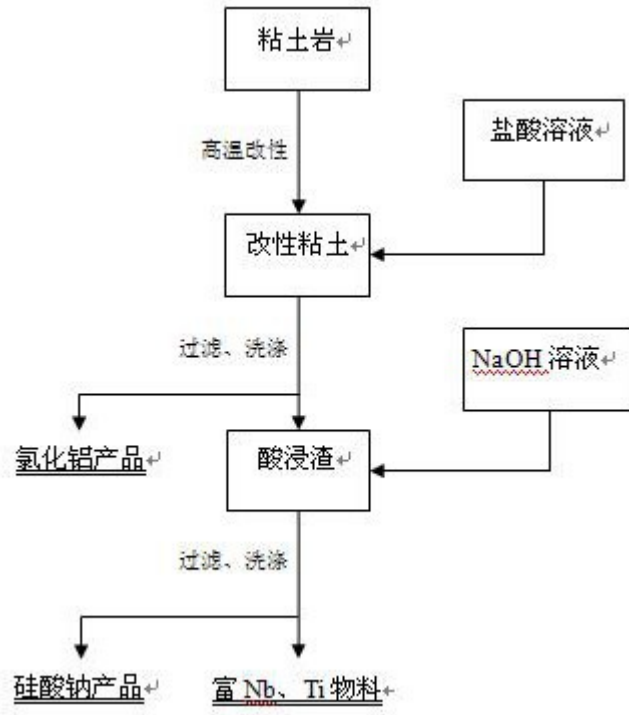 粘土岩
高温改性
盐酸溶液
改性粘土
过滤、洗涤
NaOH 溶液
氯化铝产品
酸浸渣
过滤、洗涤
硅酸钠产品
富 Nb、Ti 物料